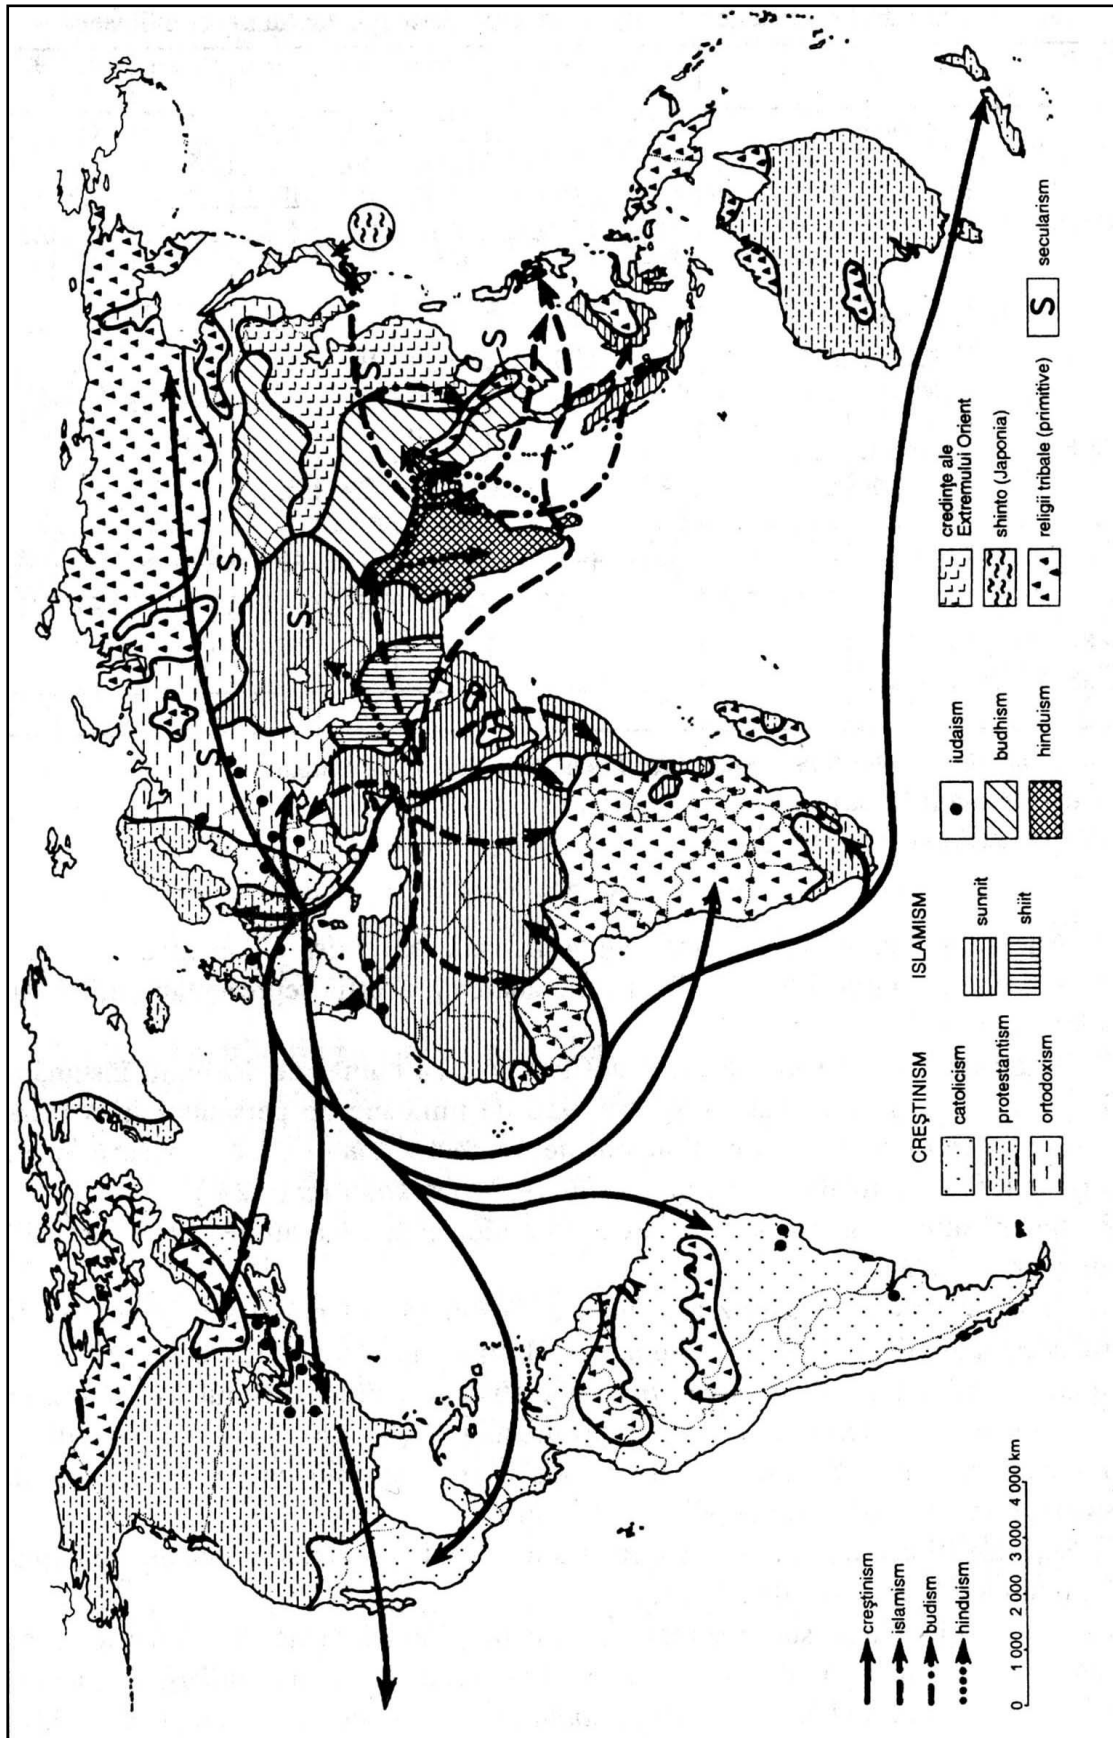 CREŞTINISM
catolicism
protestantism
ortodoxism
ISLAMISM
sunnit
shiit
iudaism
budhism
hinduism
credinţe ale
Extremului Orient
shinto (Japonia)
religii tribale (primitive)
S secularism
creştinism
islamism
budism
hinduism
0 1 000 2 000 3 000 4 000 km
S
S
S
S
S